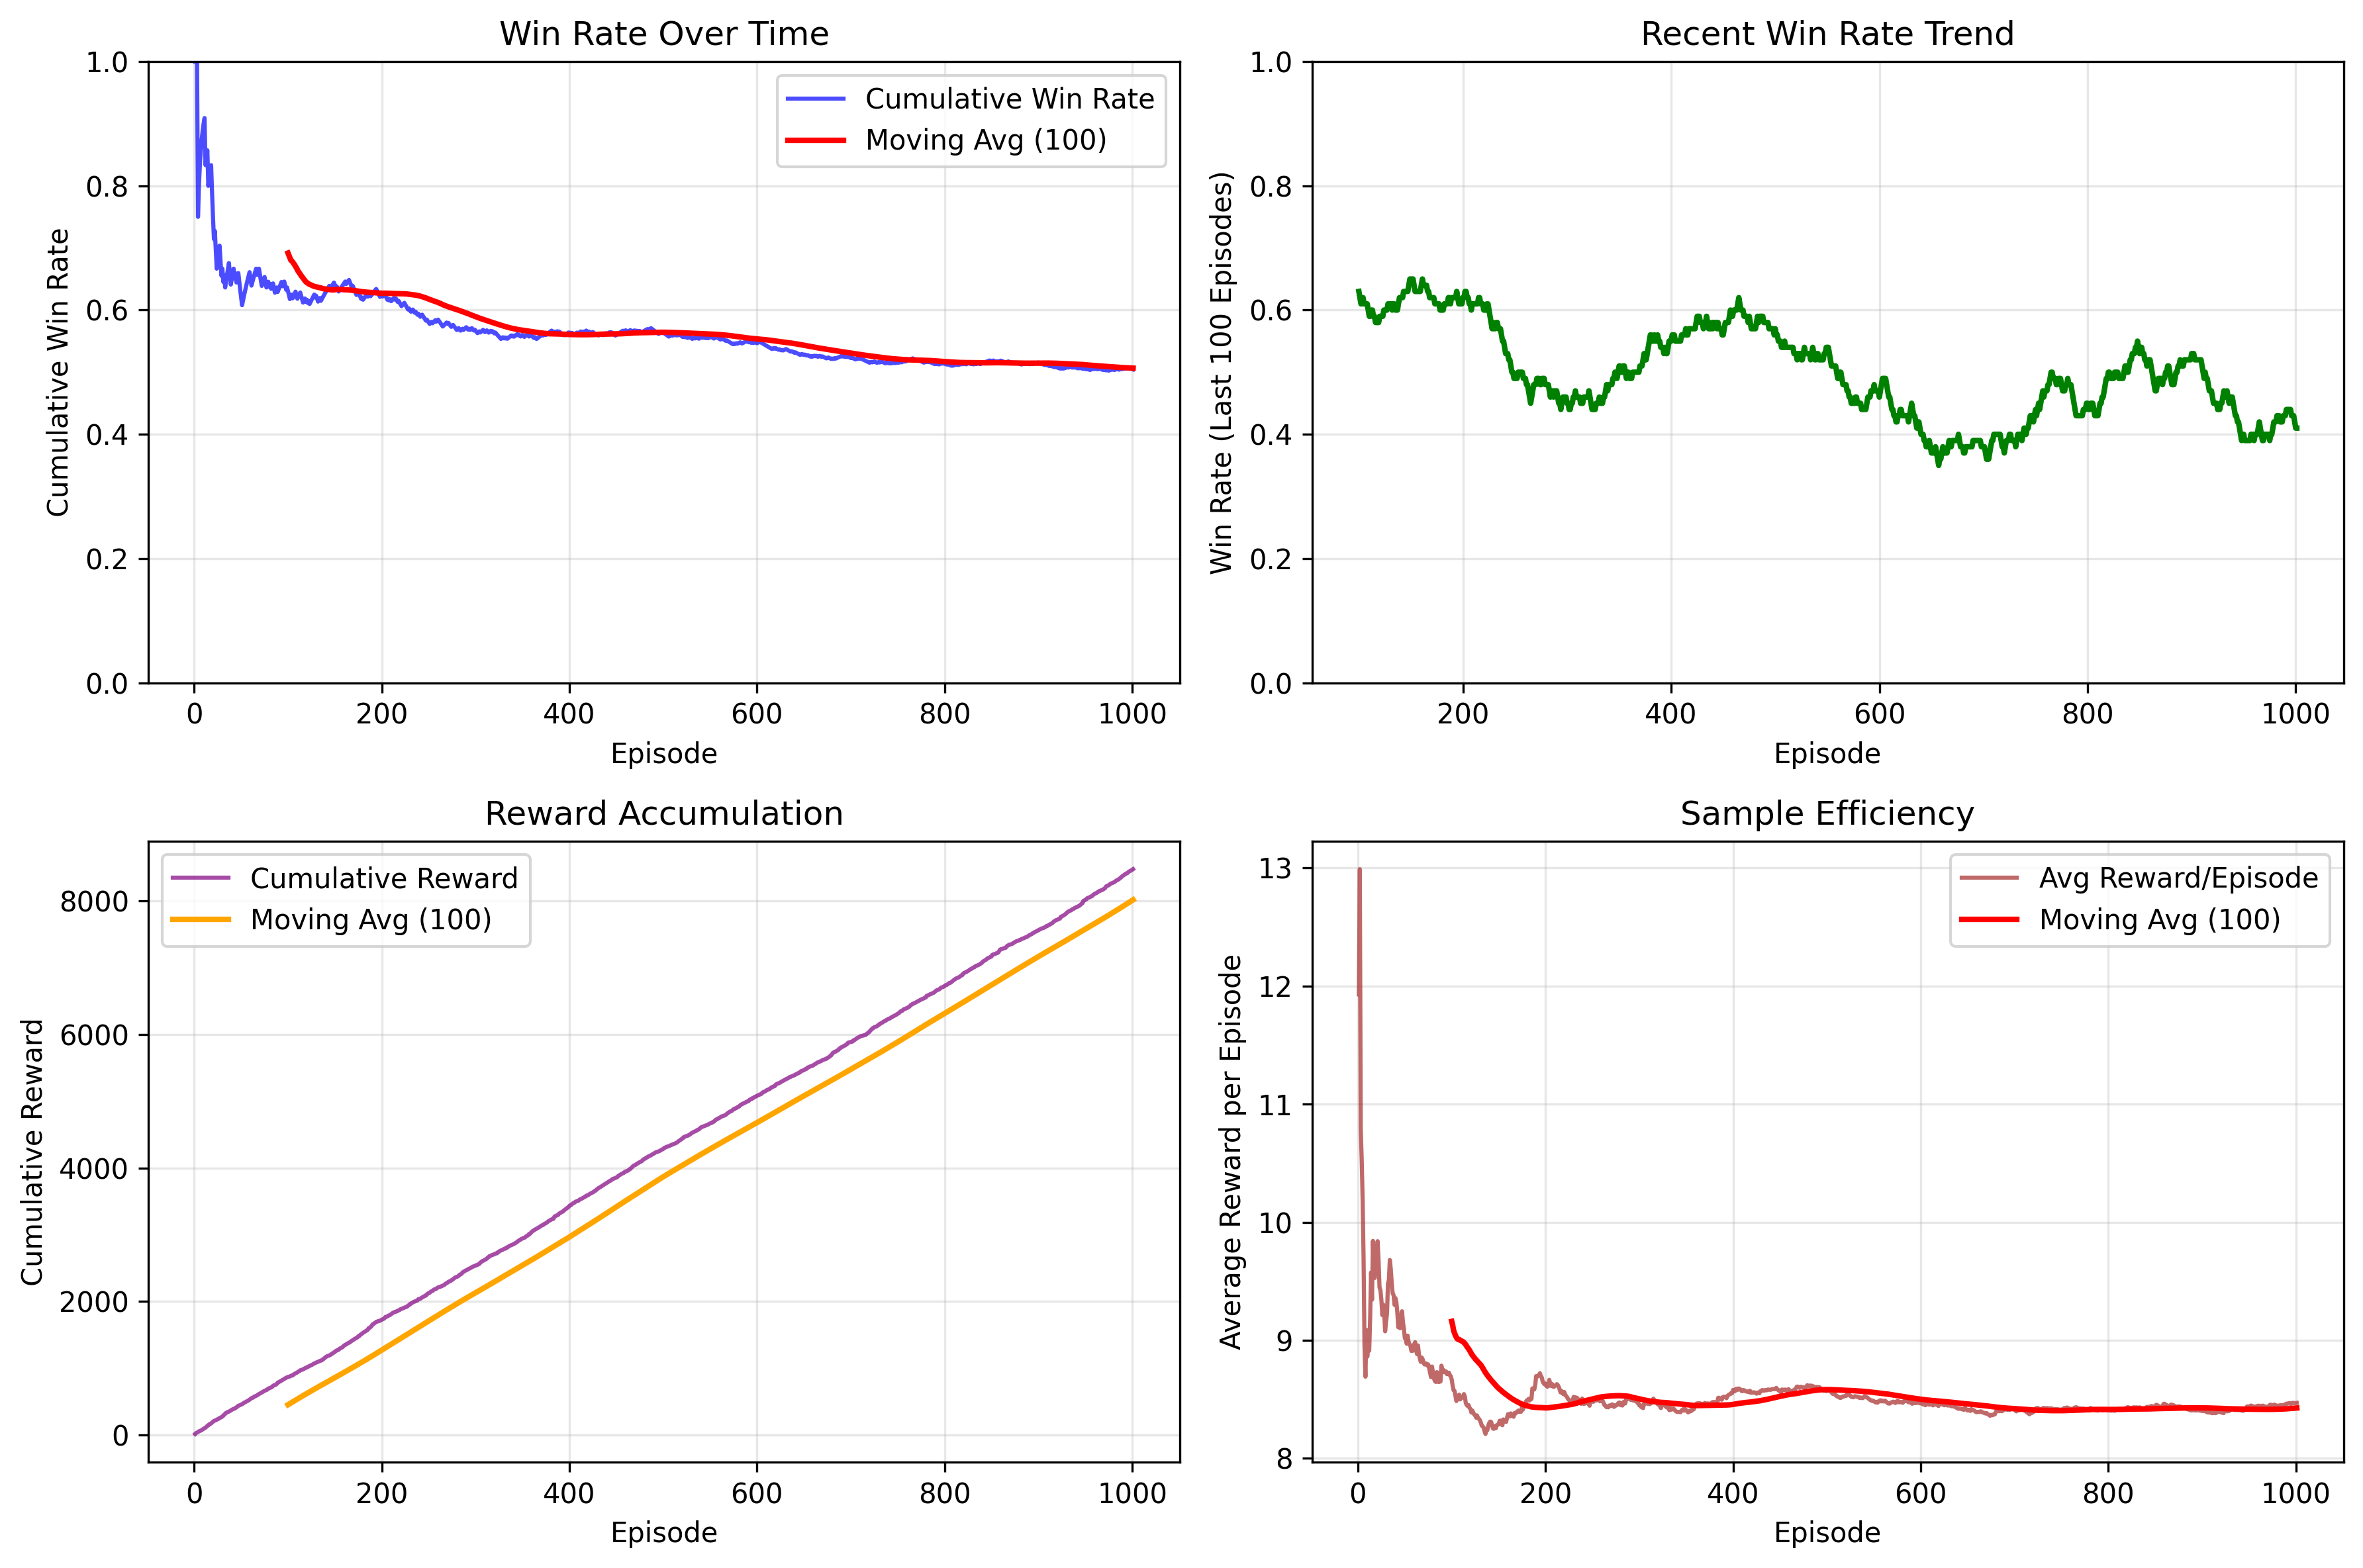 Win Rate Over Time
Cumulative Win Rate
1.0
0.8
0.6
0.4
0.2
0.0
0 200 400 600 800 1000
Episode
Cumulative Win Rate
Moving Avg (100)
Recent Win Rate Trend
Win Rate (Last 100 Episodes)
1.0
0.8
0.6
0.4
0.2
0.0
200 400 600 800 1000
Episode
Reward Accumulation
Cumulative Reward
8000
6000
4000
2000
0
0 200 400 600 800 1000
Episode
Cumulative Reward
Moving Avg (100)
Sample Efficiency
Average Reward per Episode
13
12
11
10
9
8
0 200 400 600 800 1000
Episode
Avg Reward/Episode
Moving Avg (100)